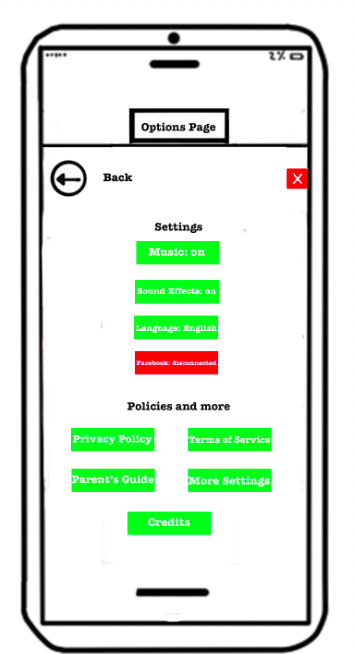 2%
Options Page
Back
X
Settings
Music: on
Sound Effects: on
Language: English
Facebook: disconnected
Policies and more
Privacy Policy
Terms of Service
Parent's Guide
More Settings
Credits